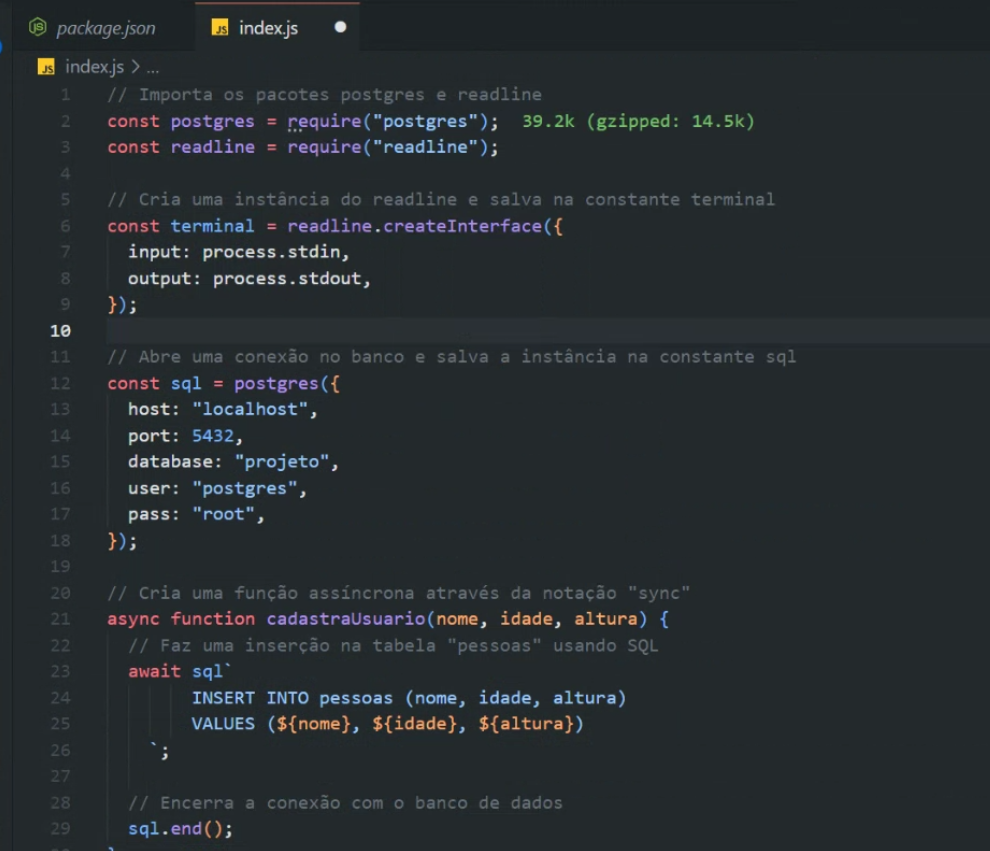 package.json
JS index.js
JS index.js > ...
1 // Importa os pacotes postgres e readline
2 const postgres = require("postgres"); 39.2k (gzipped: 14.5k)
3 const readline = require("readline");
4
5 // Cria uma instância do readline e salva na constante terminal
6 const terminal = readline.createInterface({
7 input: process.stdin,
8 output: process.stdout,
9 });
10
11 // Abre uma conexão no banco e salva a instância na constante sql
12 const sql = postgres({
13 host: "localhost",
14 port: 5432,
15 database: "projeto",
16 user: "postgres",
17 pass: "root",
18 });
19
20 // Cria uma função assíncrona através da notação "sync"
21 async function cadastraUsuario(nome, idade, altura) {
22 // Faz uma inserção na tabela "pessoas" usando SQL
23 await sql`
24 INSERT INTO pessoas (nome, idade, altura)
25 VALUES (${nome}, ${idade}, ${altura})
26 `;
27
28 // Encerra a conexão com o banco de dados
29 sql.end();